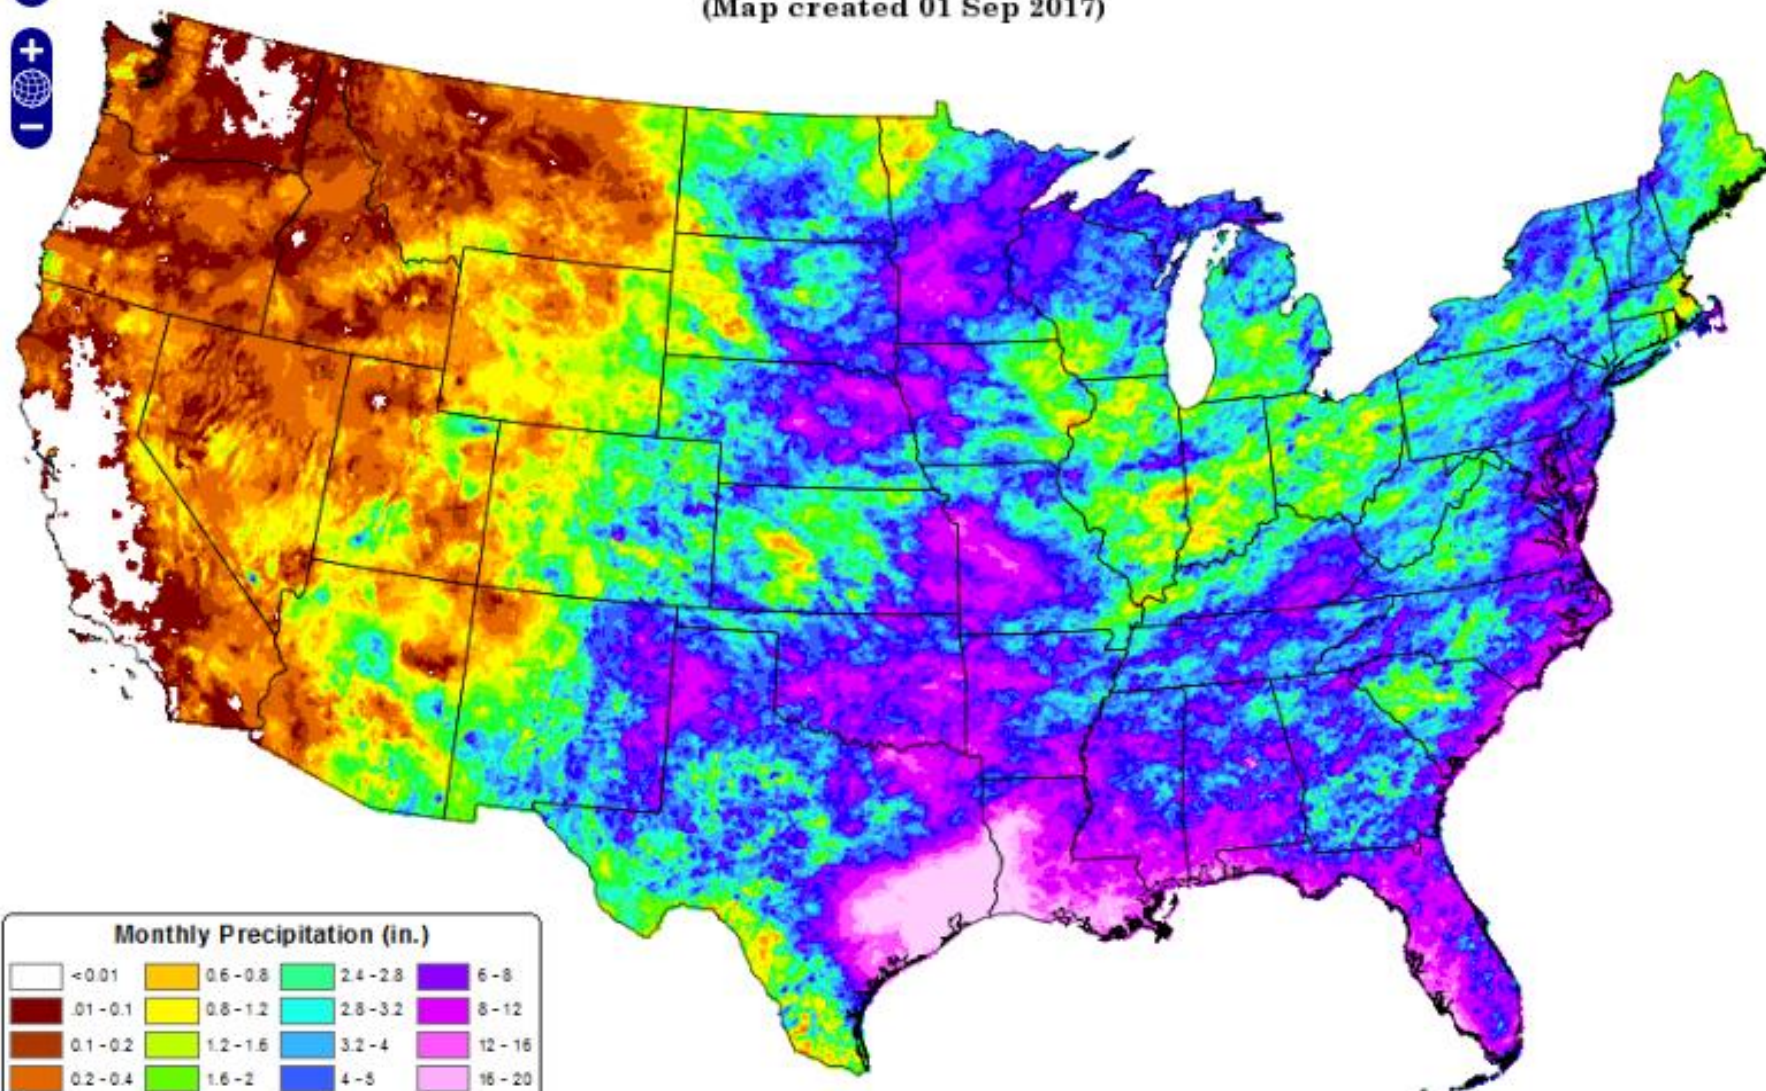 (Map created 01 Sep 2017)
+
−
Monthly Precipitation (in.)
<0.01 0.6 - 0.8 2.4 - 2.8 6 - 8
.01 - 0.1 0.8 - 1.2 2.8 - 3.2 8 - 12
0.1 - 0.2 1.2 - 1.6 3.2 - 4 12 - 16
0.2 - 0.4 1.6 - 2 4 - 5 16 - 20